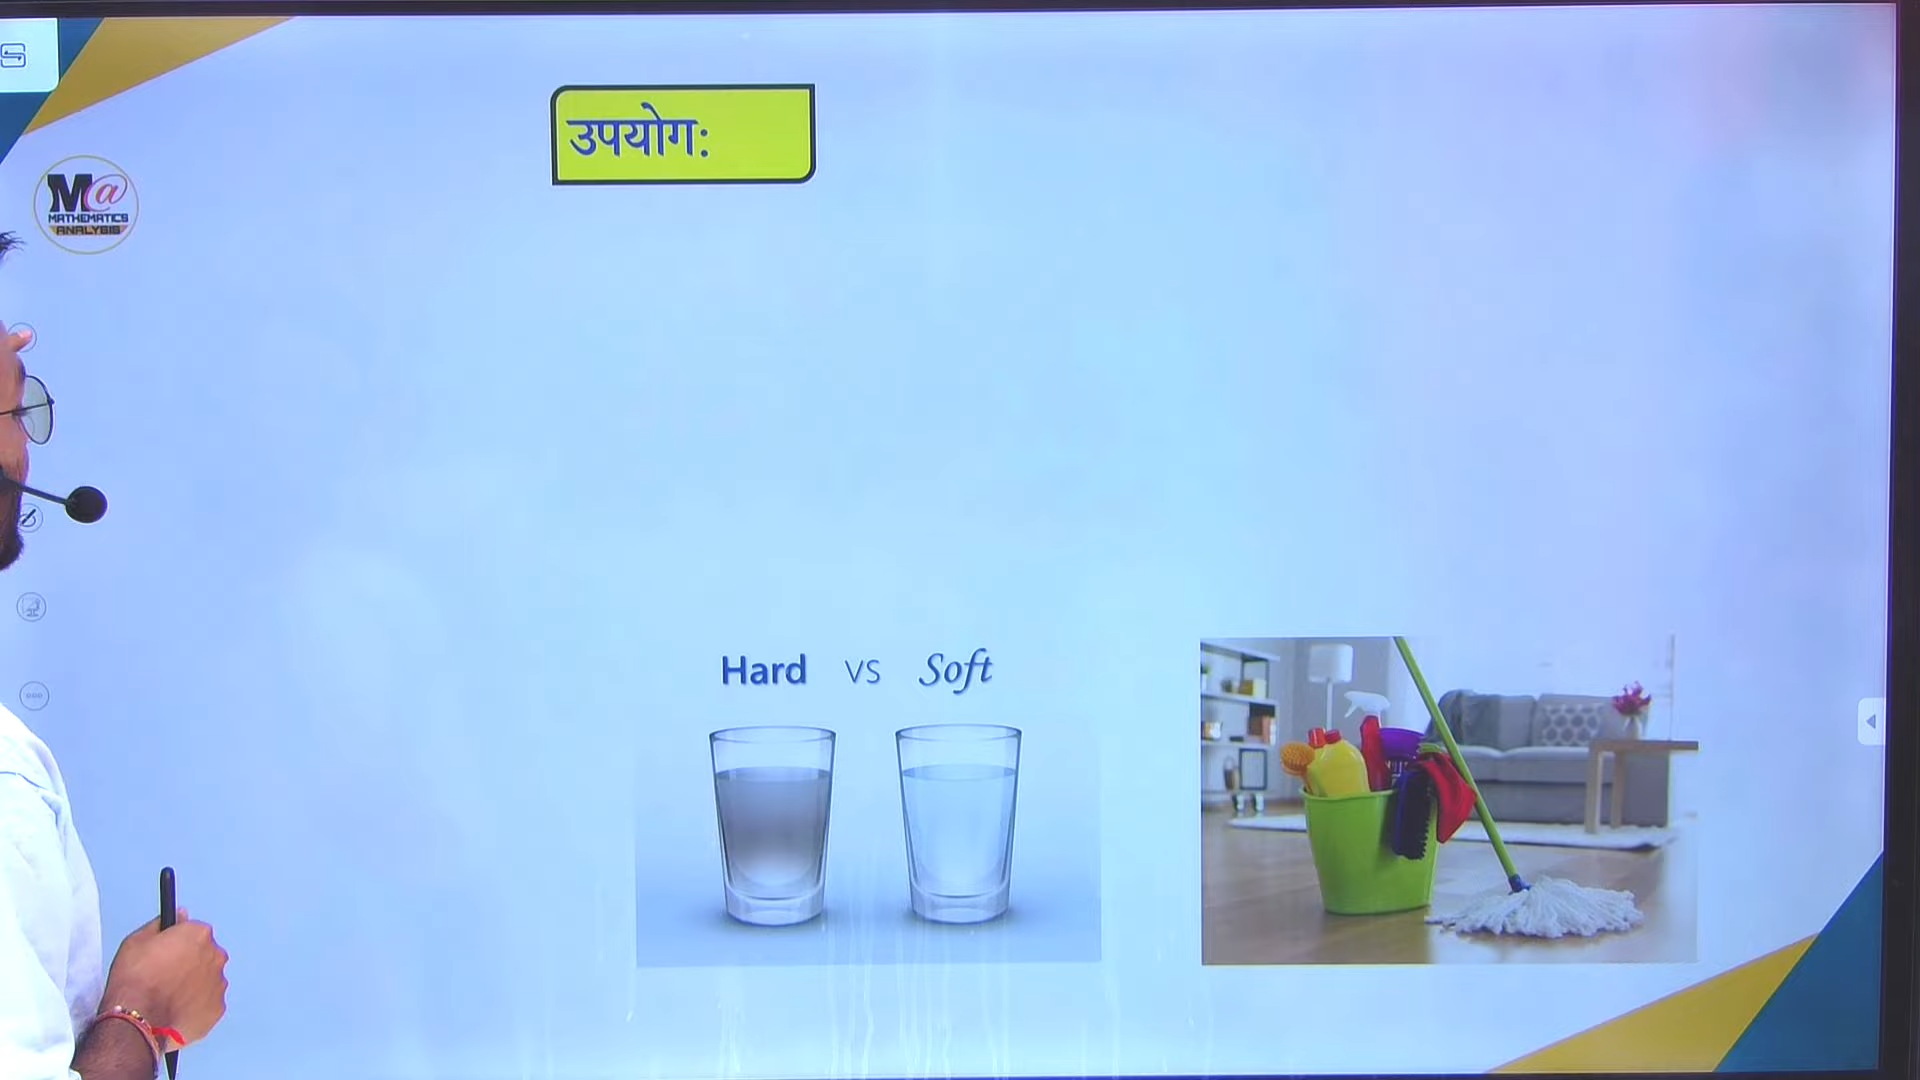 उपयोग:
M@
MATHEMATICS
ANALYSIS
Hard vs Soft